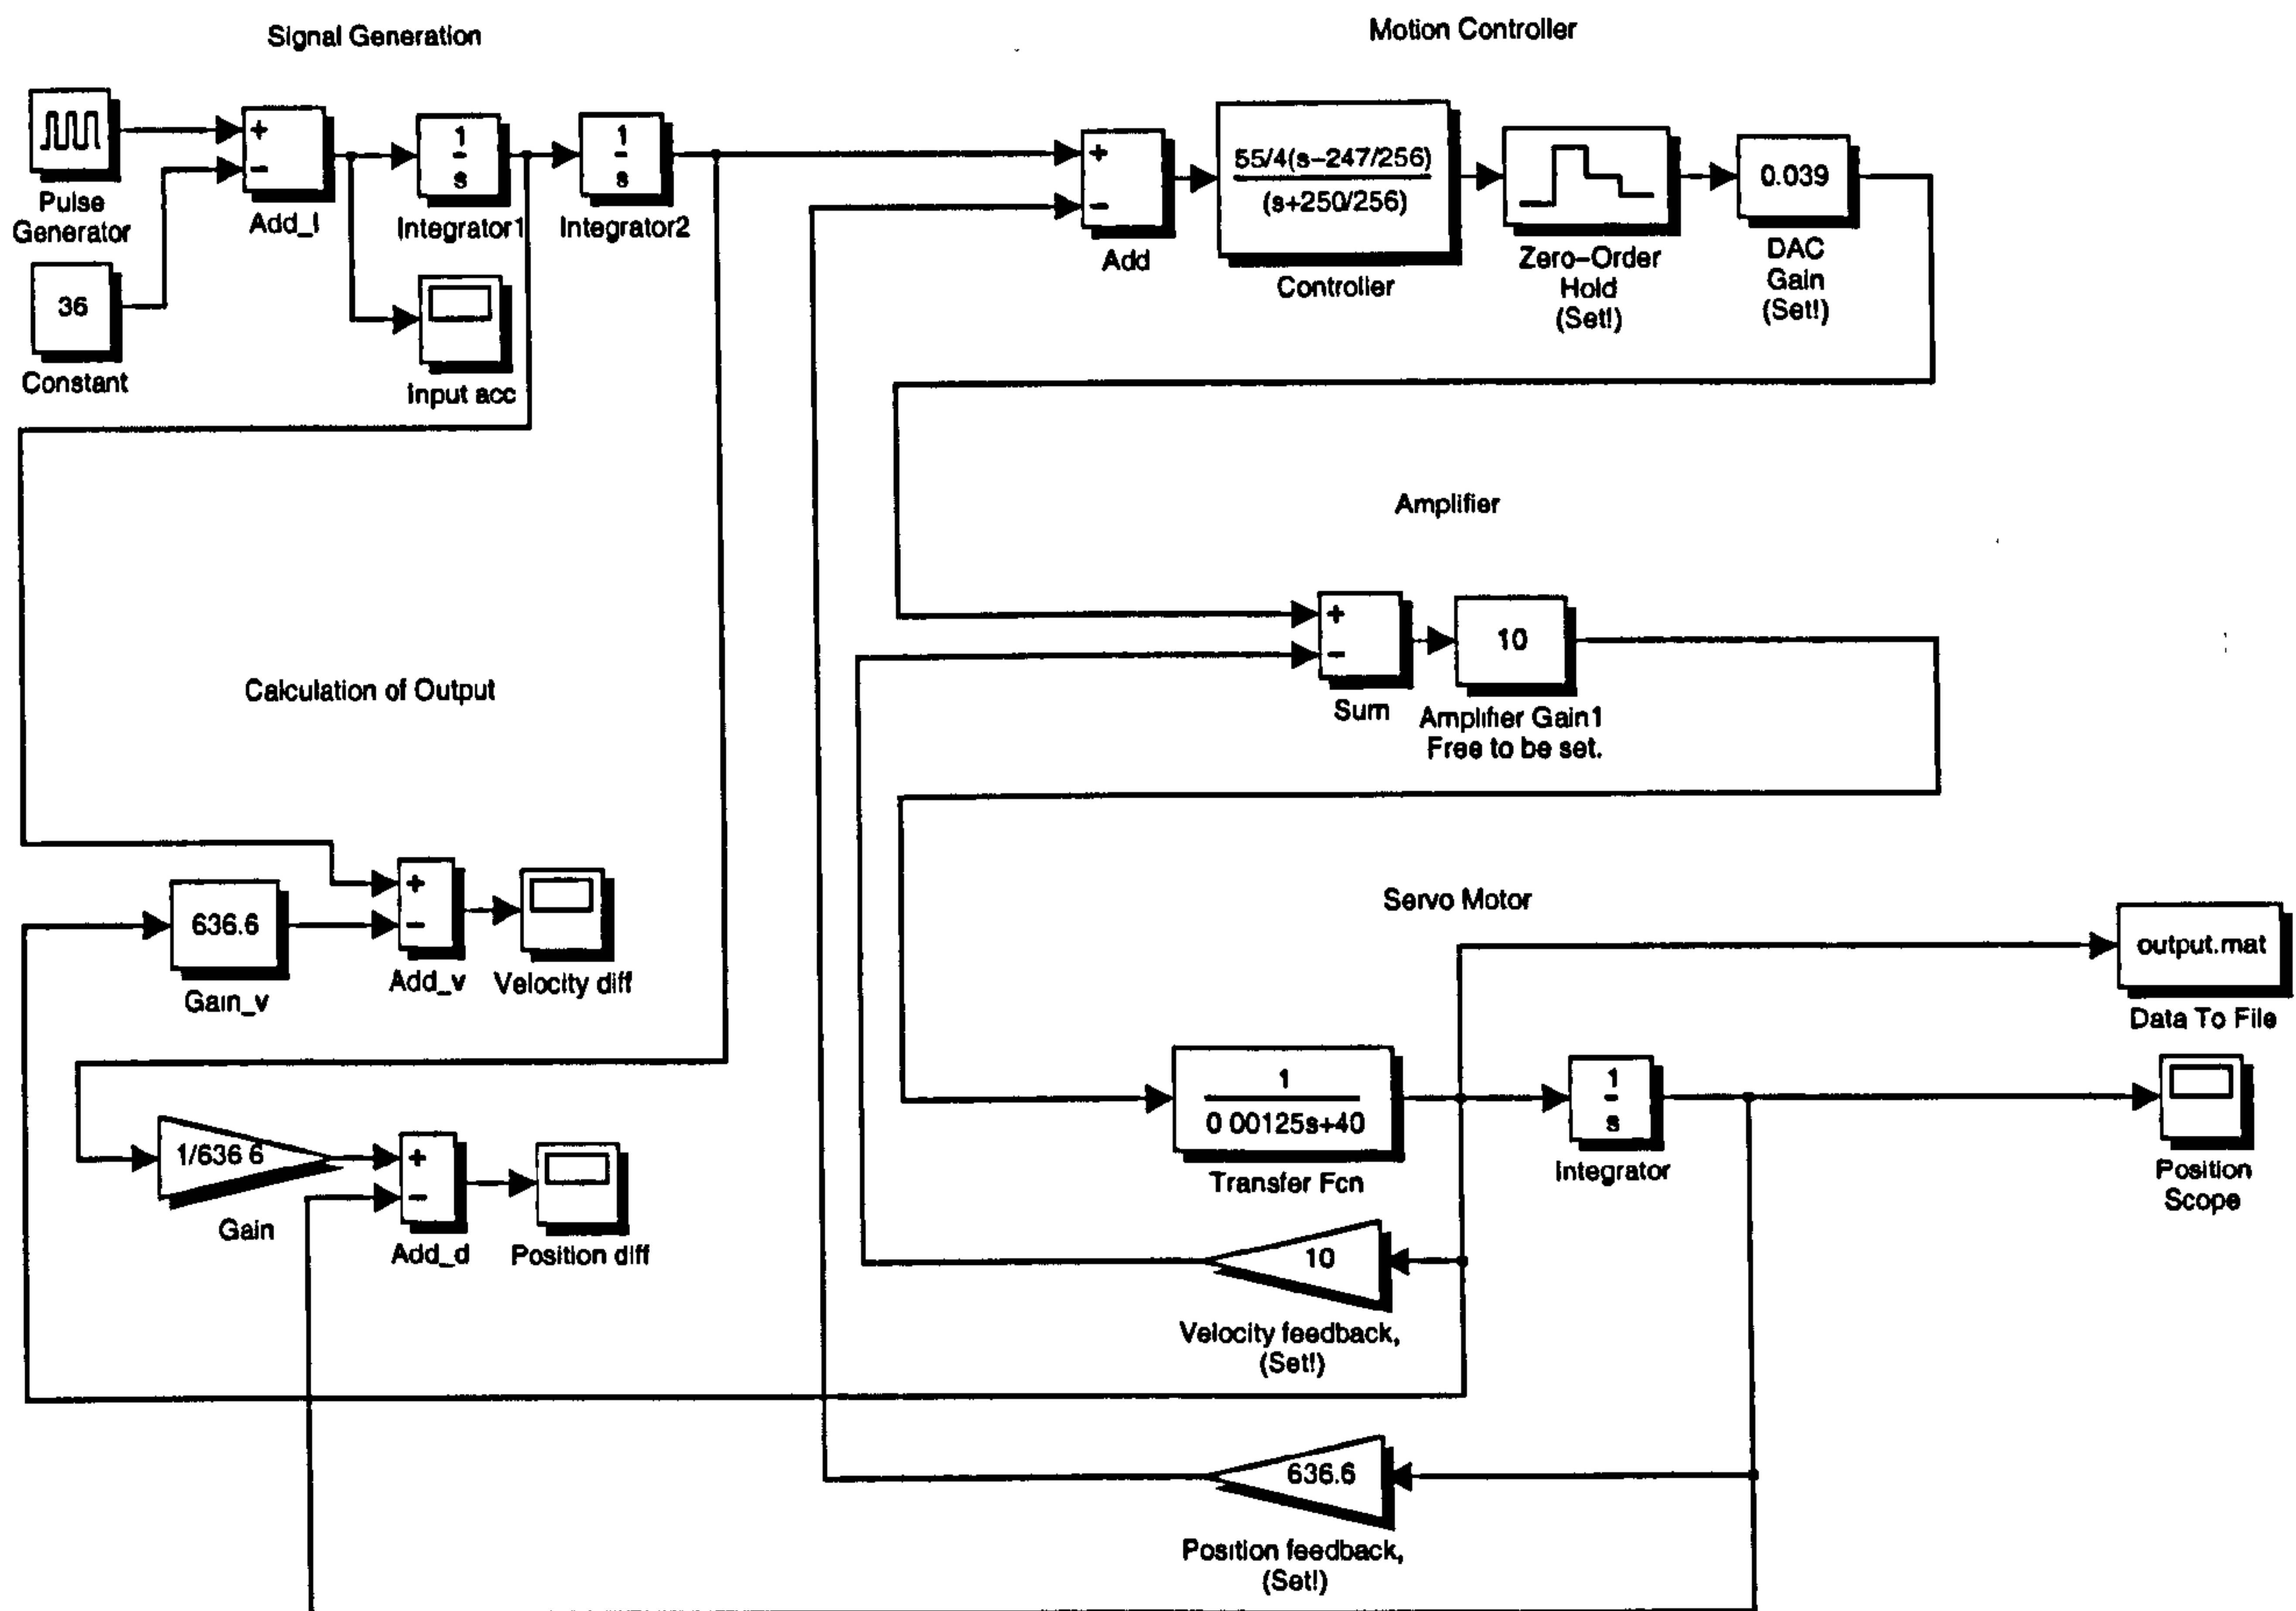 Signal Generation
Motion Controller
+
−
Pulse
Generator
Add_I
1
s
Integrator1
1
s
Integrator2
36
Constant
Input acc
+
−
Add
55/4(s−247/256)
(s+250/256)
Controller
Zero−Order
Hold
(Set!)
0.039
DAC
Gain
(Set!)
Amplifier
+
−
Sum
10
Amplifier Gain1
Free to be set.
Calculation of Output
636.6
Gain_v
+
−
Add_v
Velocity diff
1/636 6
Gain
+
−
Add_d
Position diff
Servo Motor
output.mat
Data To File
1
0 00125s+40
Transfer Fcn
1
s
Integrator
Position
Scope
10
Velocity feedback,
(Set!)
636.6
Position feedback,
(Set!)